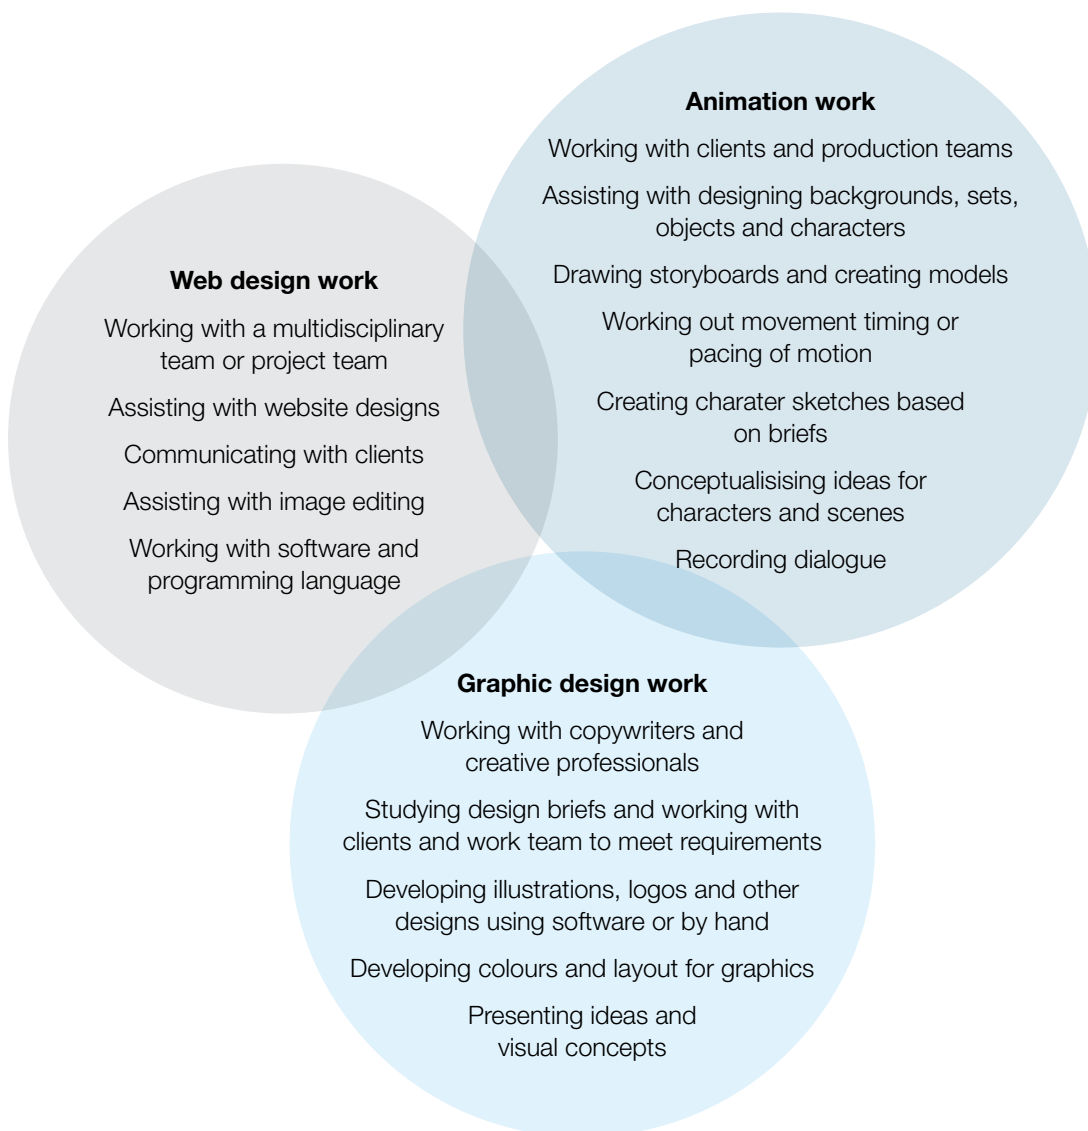 Animation work
Working with clients and production teams
Assisting with designing backgrounds, sets,
objects and characters
Drawing storyboards and creating models
Working out movement timing or
pacing of motion
Creating charater sketches based
on briefs
Conceptualisising ideas for
characters and scenes
Recording dialogue
Web design work
Working with a multidisciplinary
team or project team
Assisting with website designs
Communicating with clients
Assisting with image editing
Working with software and
programming language
Graphic design work
Working with copywriters and
creative professionals
Studying design briefs and working with
clients and work team to meet requirements
Developing illustrations, logos and other
designs using software or by hand
Developing colours and layout for graphics
Presenting ideas and
visual concepts